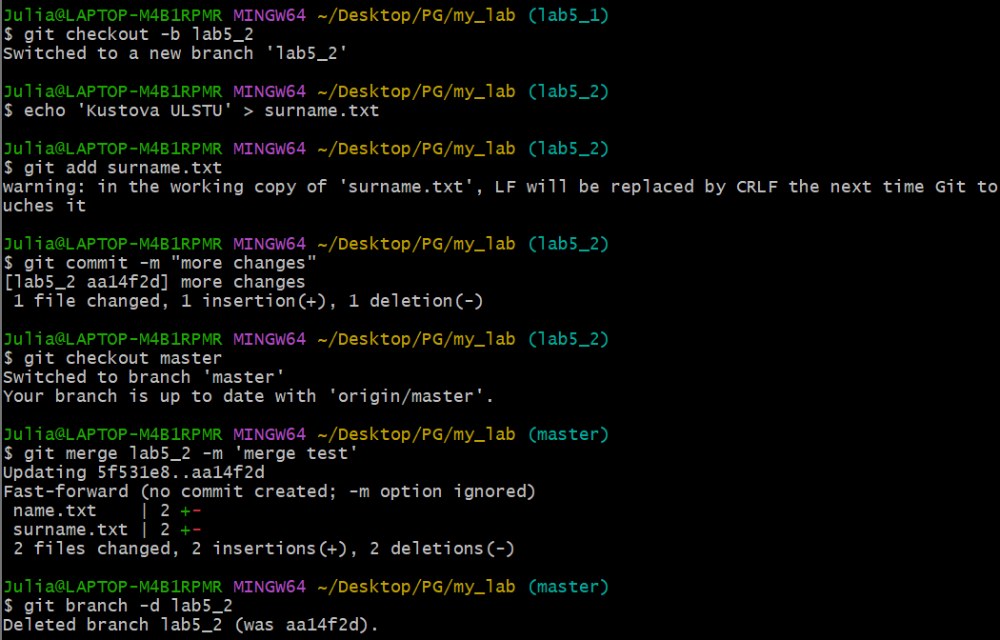 Julia@LAPTOP-M4B1RPMR MINGW64 ~/Desktop/PG/my_lab (lab5_1)
$ git checkout -b lab5_2
Switched to a new branch 'lab5_2'
Julia@LAPTOP-M4B1RPMR MINGW64 ~/Desktop/PG/my_lab (lab5_2)
$ echo 'Kustova ULSTU' > surname.txt
Julia@LAPTOP-M4B1RPMR MINGW64 ~/Desktop/PG/my_lab (lab5_2)
$ git add surname.txt
warning: in the working copy of 'surname.txt', LF will be replaced by CRLF the next time Git to
uches it
Julia@LAPTOP-M4B1RPMR MINGW64 ~/Desktop/PG/my_lab (lab5_2)
$ git commit -m "more changes"
[lab5_2 aa14f2d] more changes
 1 file changed, 1 insertion(+), 1 deletion(-)
Julia@LAPTOP-M4B1RPMR MINGW64 ~/Desktop/PG/my_lab (lab5_2)
$ git checkout master
Switched to branch 'master'
Your branch is up to date with 'origin/master'.
Julia@LAPTOP-M4B1RPMR MINGW64 ~/Desktop/PG/my_lab (master)
$ git merge lab5_2 -m 'merge test'
Updating 5f531e8..aa14f2d
Fast-forward (no commit created; -m option ignored)
 name.txt    | 2 +-
 surname.txt | 2 +-
 2 files changed, 2 insertions(+), 2 deletions(-)
Julia@LAPTOP-M4B1RPMR MINGW64 ~/Desktop/PG/my_lab (master)
$ git branch -d lab5_2
Deleted branch lab5_2 (was aa14f2d).